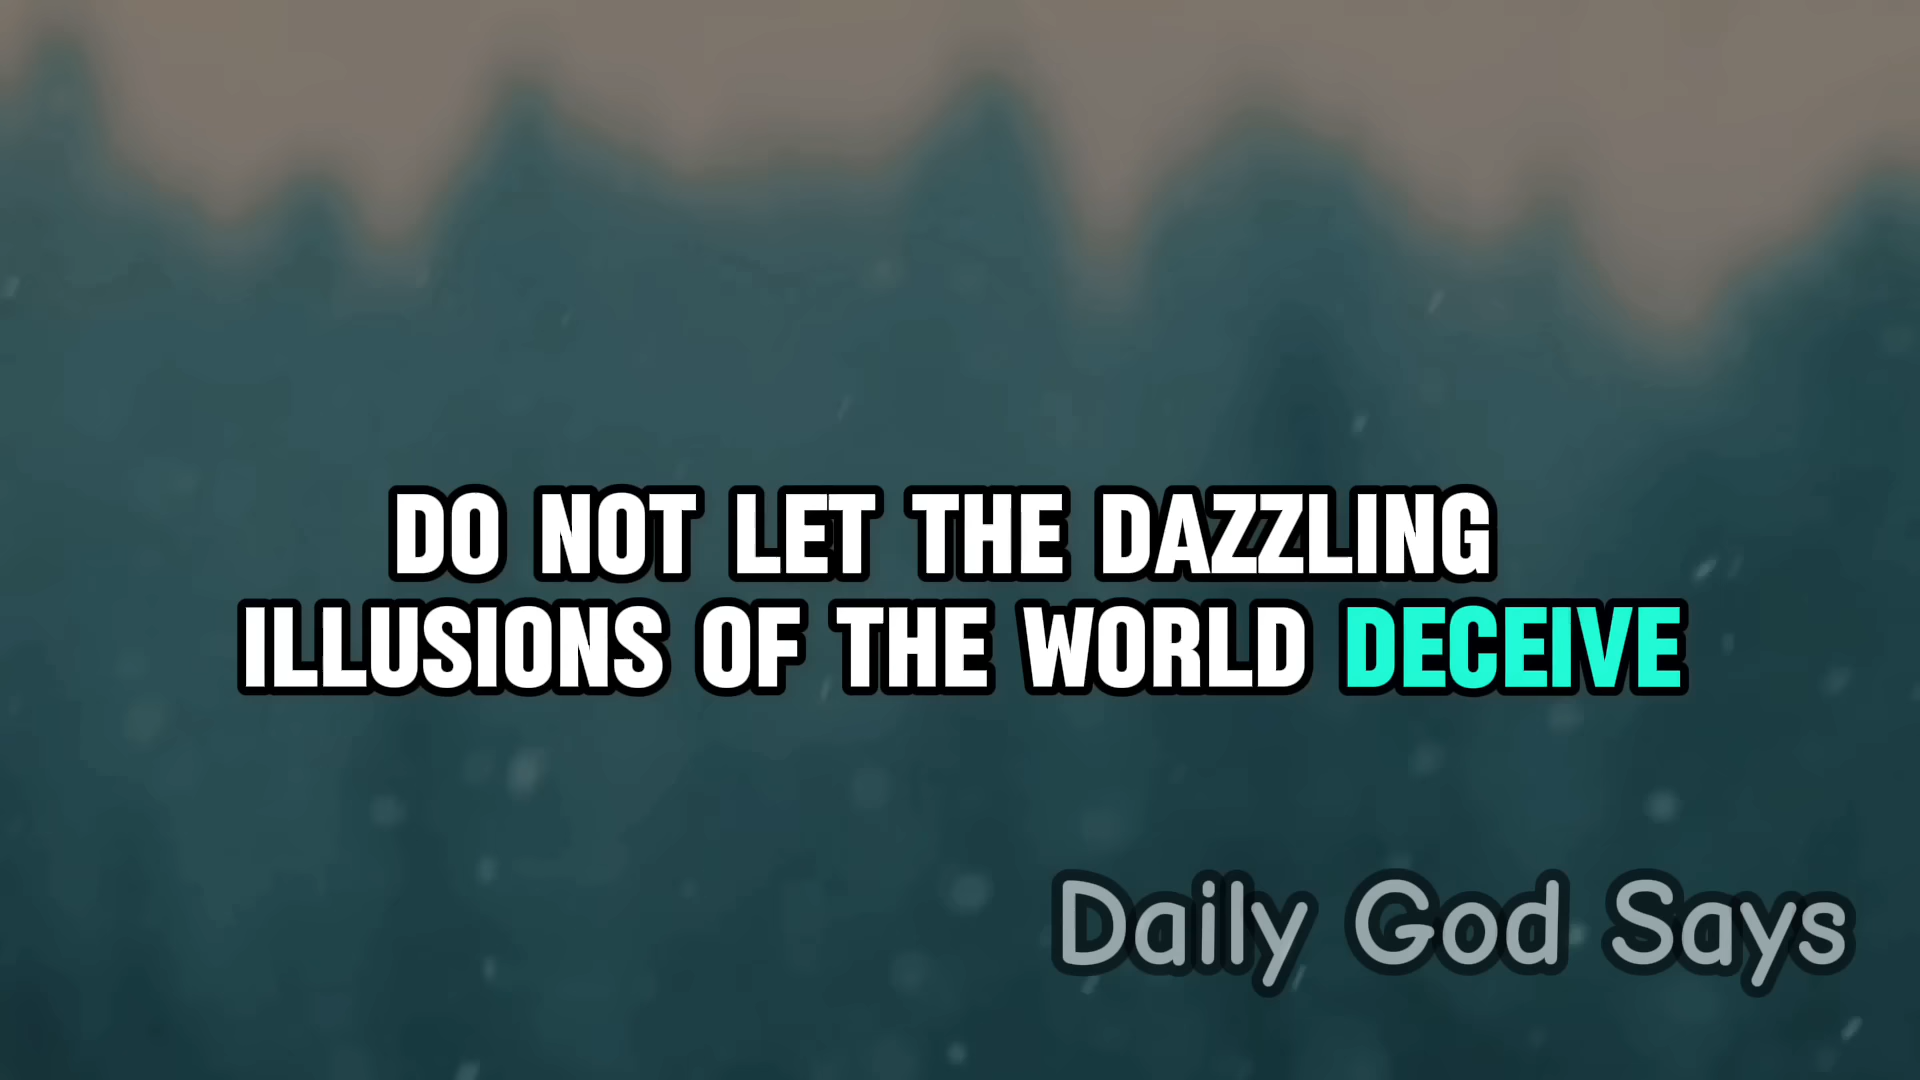 DO NOT LET THE DAZZLING
ILLUSIONS OF THE WORLD DECEIVE
Daily God Says